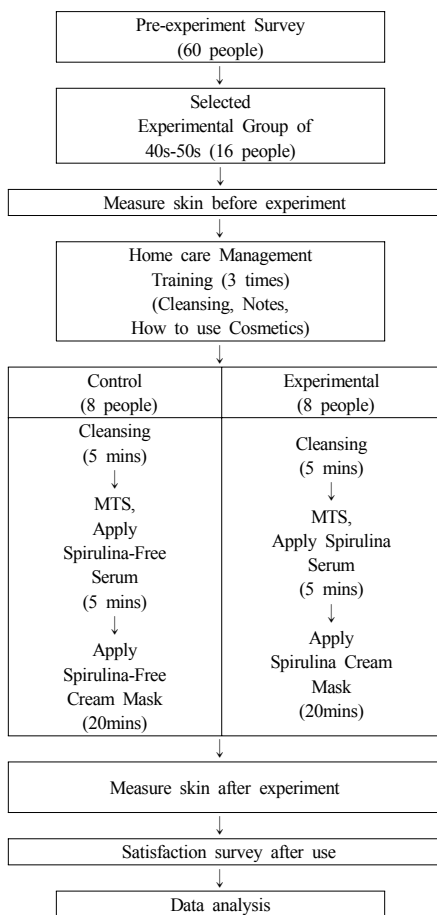 Pre-experiment Survey
(60 people)
Selected
Experimental Group of
40s-50s (16 people)
Measure skin before experiment
Home care Management
Training (3 times)
(Cleansing, Notes,
How to use Cosmetics)
Control
(8 people)
Experimental
(8 people)
Cleansing
(5 mins)
MTS,
Apply
Spirulina-Free
Serum
(5 mins)
Apply
Spirulina-Free
Cream Mask
(20mins)
Cleansing
(5 mins)
MTS,
Apply Spirulina
Serum
(5 mins)
Apply
Spirulina Cream
Mask
(20mins)
Measure skin after experiment
Satisfaction survey after use
Data analysis